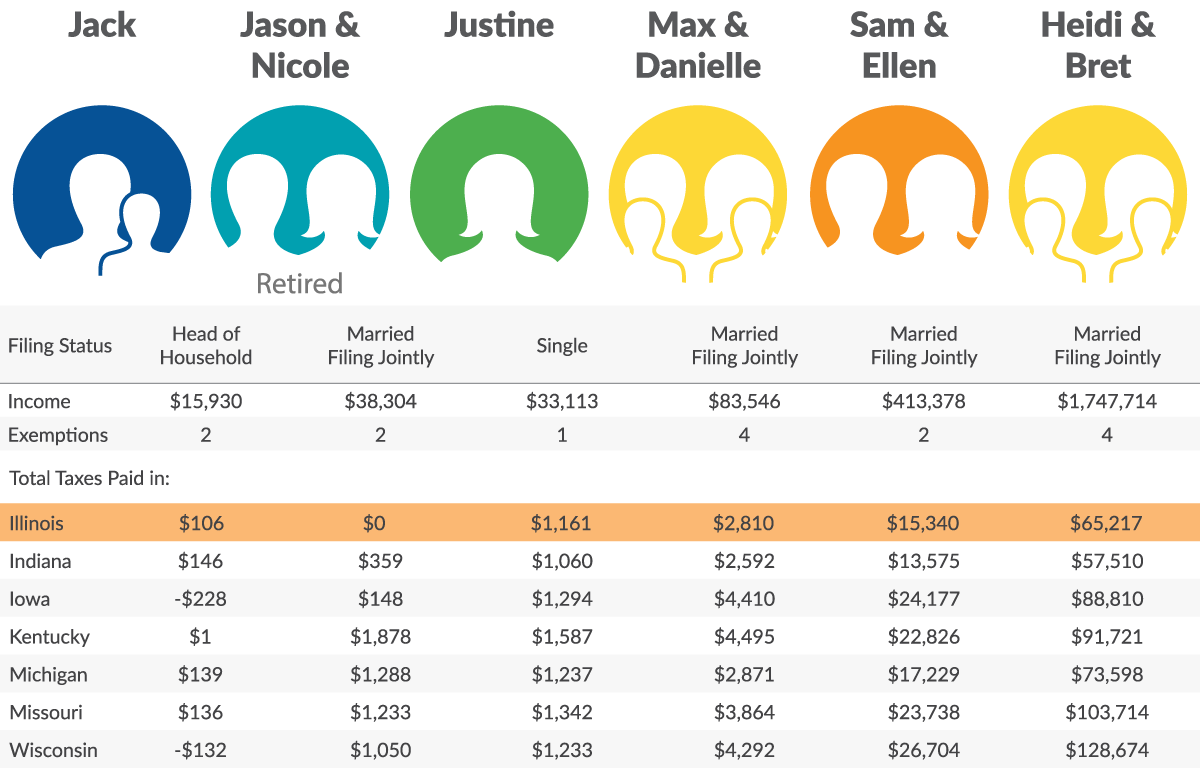 Jack Jason & Justine Max & Sam & Heidi &
Nicole Danielle Ellen Bret
Retired
Filing Status Head of Household Married Filing Jointly Single Married Filing Jointly Married Filing Jointly Married Filing Jointly
Income $15,930 $38,304 $33,113 $83,546 $413,378 $1,747,714
Exemptions 2 2 1 4 2 4
Total Taxes Paid in:
Illinois $106 $0 $1,161 $2,810 $15,340 $65,217
Indiana $146 $359 $1,060 $2,592 $13,575 $57,510
Iowa -$228 $148 $1,294 $4,410 $24,177 $88,810
Kentucky $1 $1,878 $1,587 $4,495 $22,826 $91,721
Michigan $139 $1,288 $1,237 $2,871 $17,229 $73,598
Missouri $136 $1,233 $1,342 $3,864 $23,738 $103,714
Wisconsin -$132 $1,050 $1,233 $4,292 $26,704 $128,674